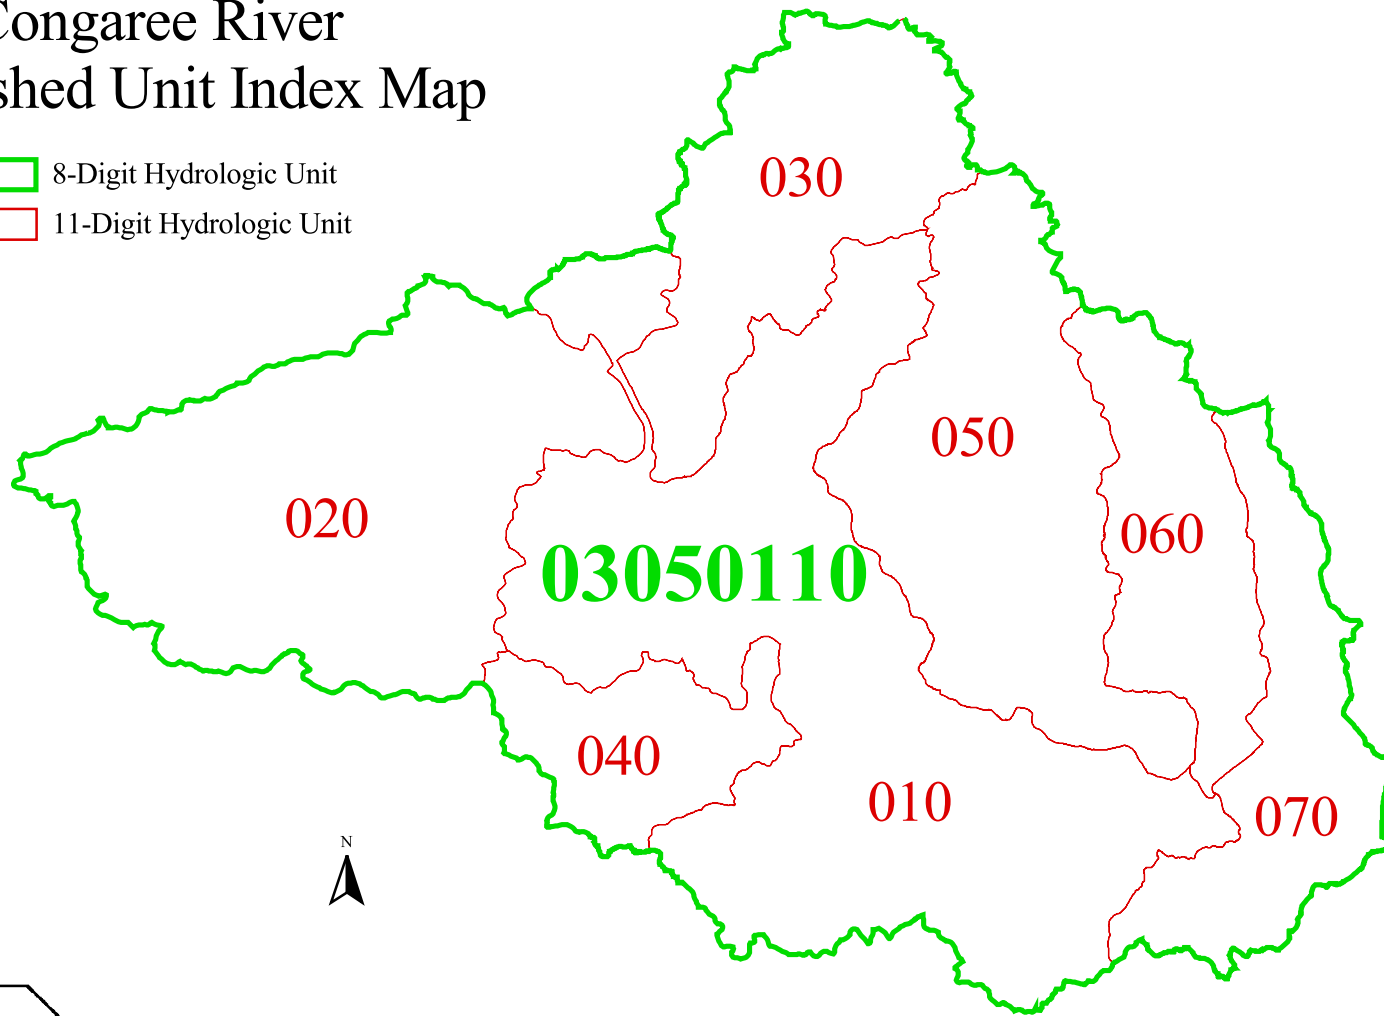 Congaree River
shed Unit Index Map
8-Digit Hydrologic Unit
11-Digit Hydrologic Unit
030
050
020
060
03050110
040
010
070
N